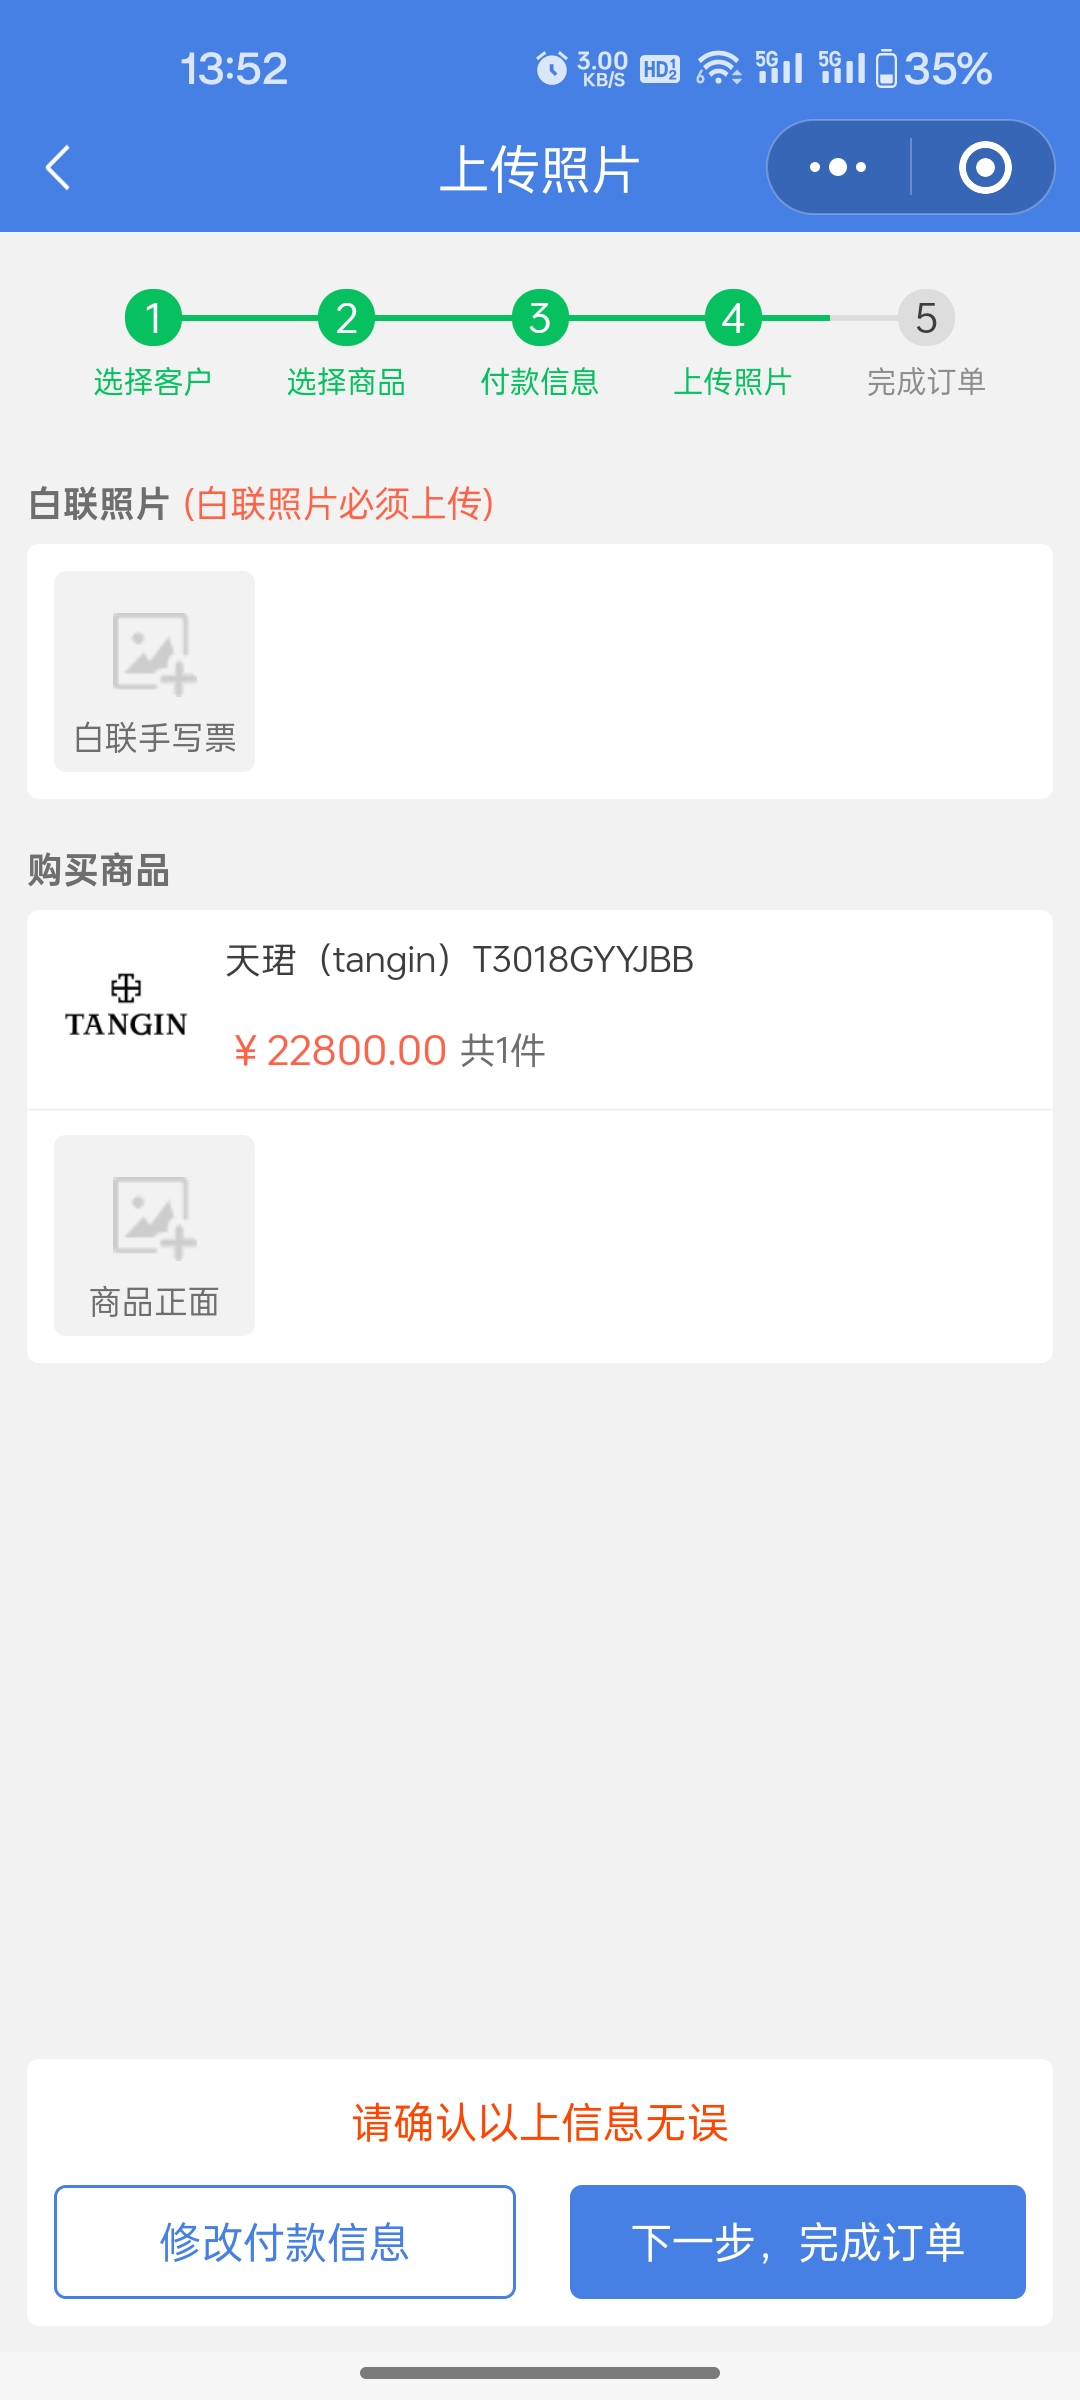 13:52
3.00 KB/S HD 1 2 6 5G 5G 35%
上传照片
1 2 3 4 5
选择客户 选择商品 付款信息 上传照片 完成订单
白联照片 (白联照片必须上传)
白联手写票
购买商品
天珺（tangin）T3018GYYJBB
TANGIN
¥ 22800.00 共1件
商品正面
请确认以上信息无误
修改付款信息 下一步，完成订单